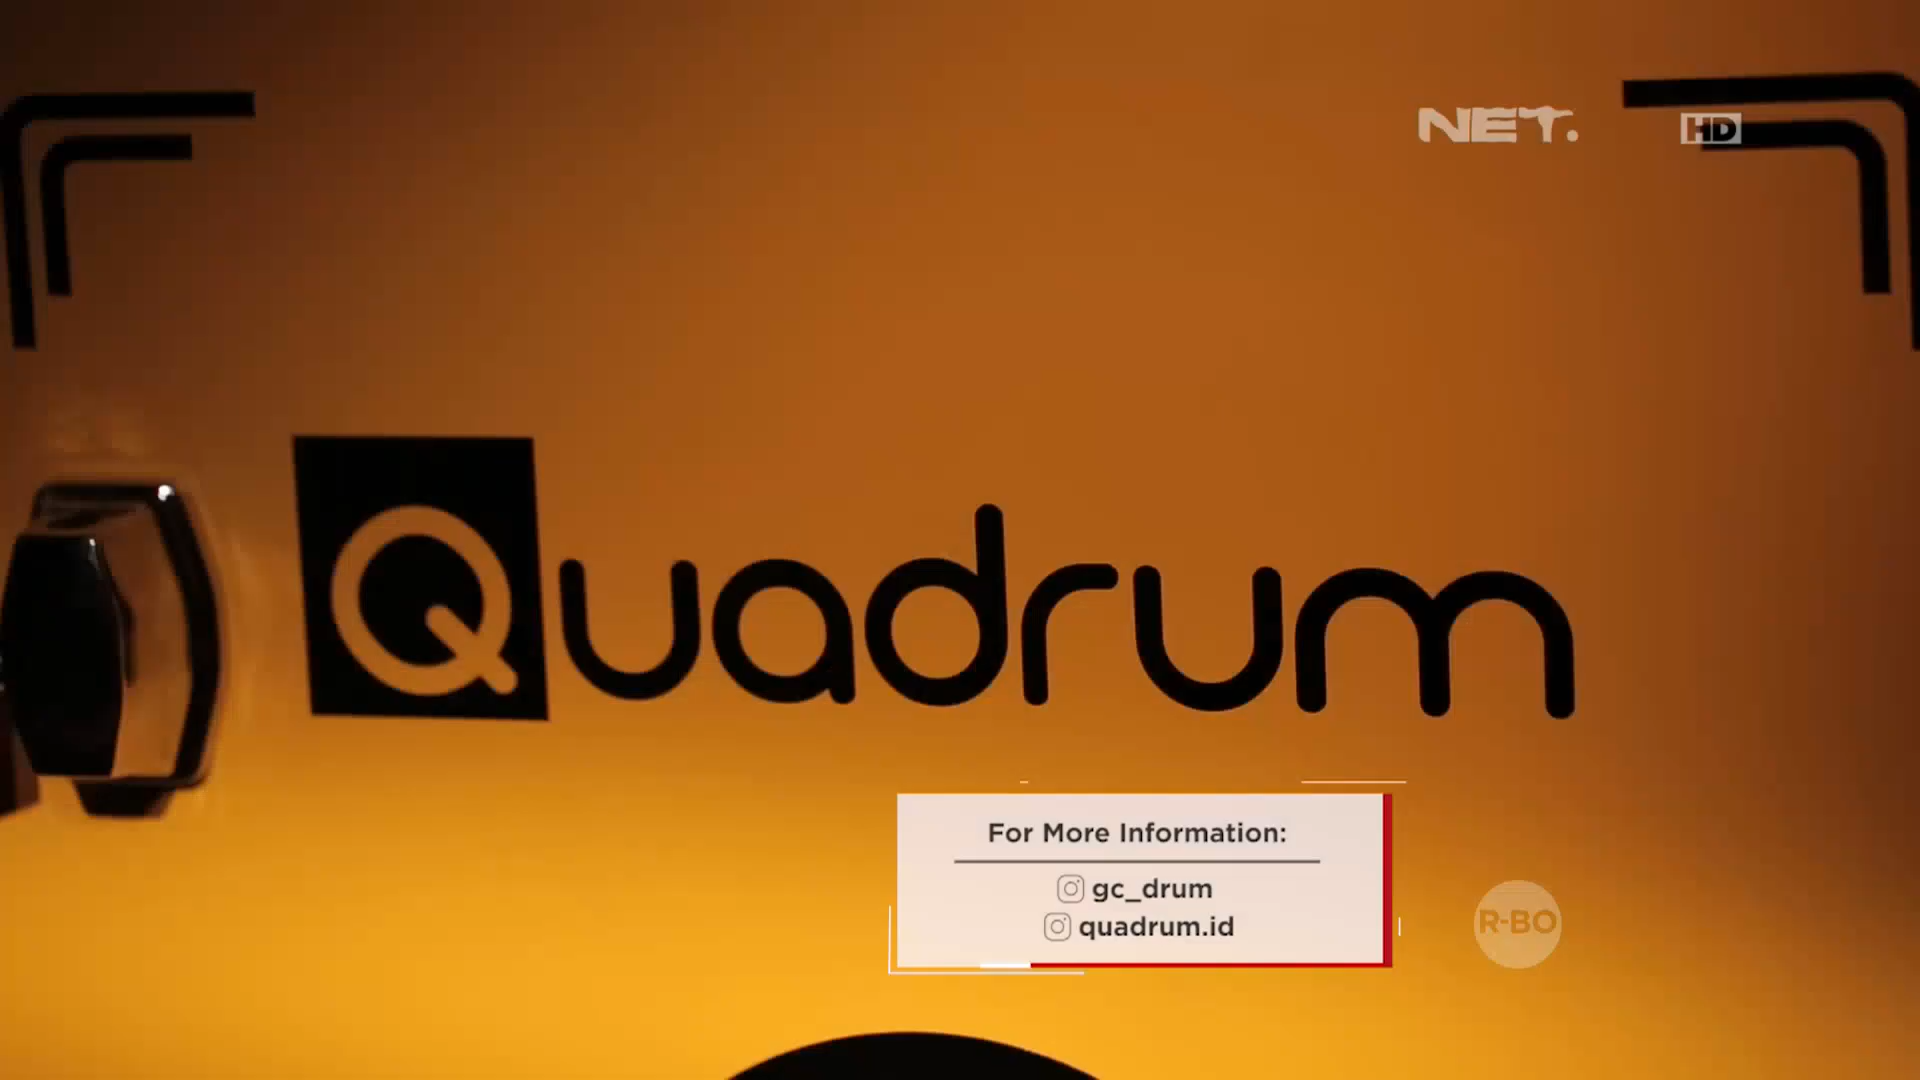 NET.
HD
Quadrum
For More Information:
gc_drum
quadrum.id
R-BO